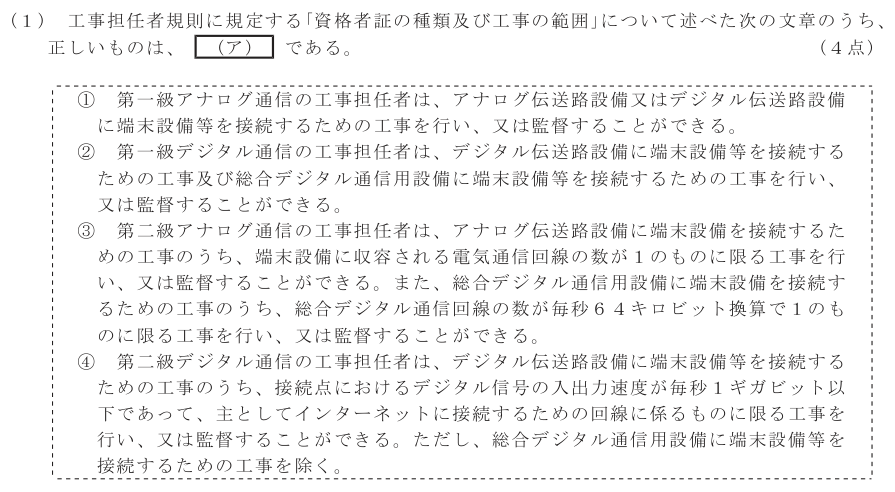 (1) 工事担任者規則に規定する｢資格者証の種類及び工事の範囲｣について述べた次の文章のうち、
正しいものは、 (ア) である。 (4点)
① 第一級アナログ通信の工事担任者は、アナログ伝送路設備又はデジタル伝送路設備
に端末設備等を接続するための工事を行い、又は監督することができる。
② 第一級デジタル通信の工事担任者は、デジタル伝送路設備に端末設備等を接続する
ための工事及び総合デジタル通信用設備に端末設備等を接続するための工事を行い、
又は監督することができる。
③ 第二級アナログ通信の工事担任者は、アナログ伝送路設備に端末設備を接続するた
めの工事のうち、端末設備に収容される電気通信回線の数が1のものに限る工事を行
い、又は監督することができる。また、総合デジタル通信用設備に端末設備を接続す
るための工事のうち、総合デジタル通信回線の数が毎秒64キロビット換算で1のも
のに限る工事を行い、又は監督することができる。
④ 第二級デジタル通信の工事担任者は、デジタル伝送路設備に端末設備等を接続する
ための工事のうち、接続点におけるデジタル信号の入出力速度が毎秒1ギガビット以
下であって、主としてインターネットに接続するための回線に係るものに限る工事を
行い、又は監督することができる。ただし、総合デジタル通信用設備に端末設備等を
接続するための工事を除く。